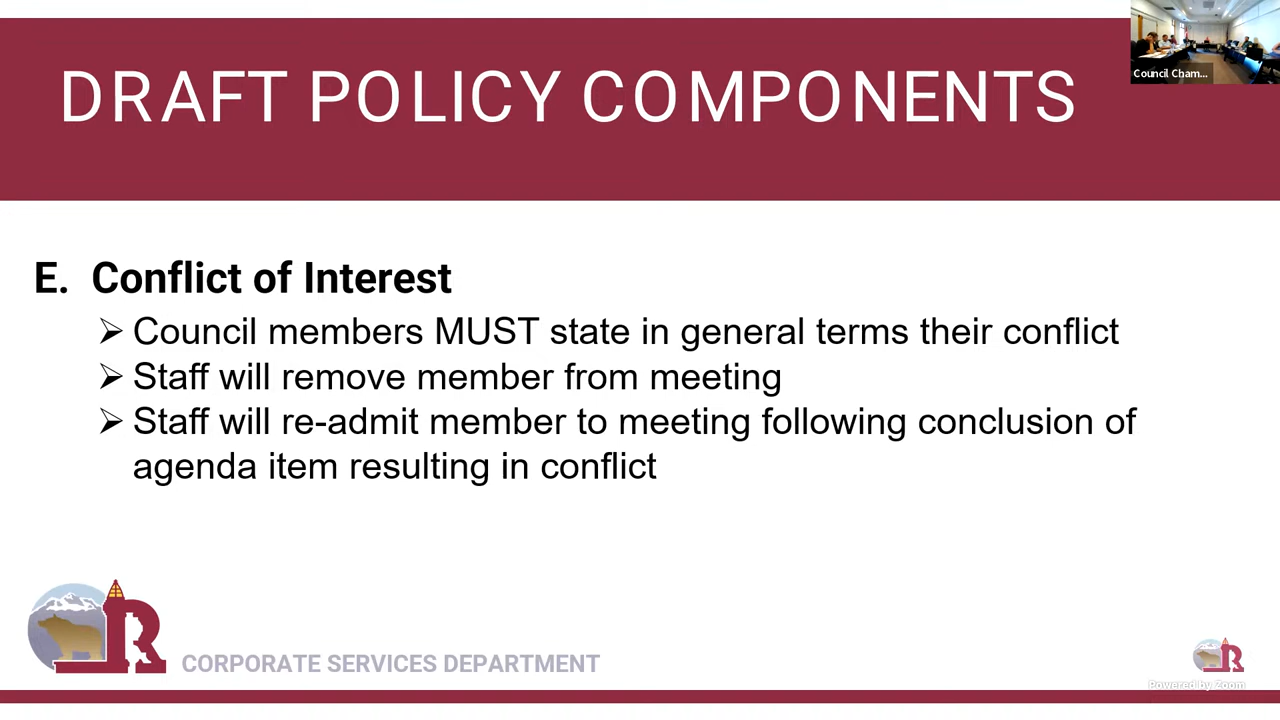 DRAFT POLICY COMPONENTS
Council Cham...
E. Conflict of Interest
➢ Council members MUST state in general terms their conflict
➢ Staff will remove member from meeting
➢ Staff will re-admit member to meeting following conclusion of
agenda item resulting in conflict
R
CORPORATE SERVICES DEPARTMENT
R
Powered by Zoom